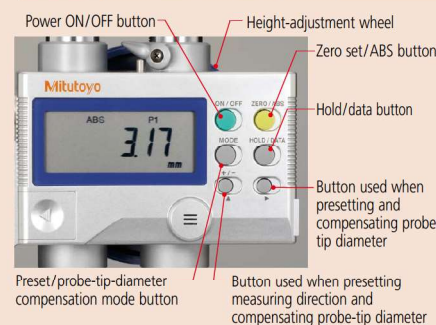 Power ON/OFF button
Height-adjustment wheel
Zero set/ABS button
Mitutoyo
ON/OFF
ZERO/ABS
ABS
P1
3.17
mm
MODE
HOLD/DATA
Hold/data button
+/−
▲
▶
Button used when
presetting and
compensating probe-
tip diameter
Preset/probe-tip-diameter
compensation mode button
Button used when presetting
measuring direction and
compensating probe-tip diameter